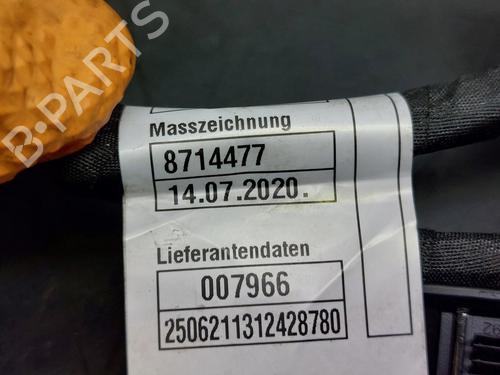 B-PARTS
Masszeichnung
8714477
14.07.2020.
Lieferantendaten
007966
2506211312428780